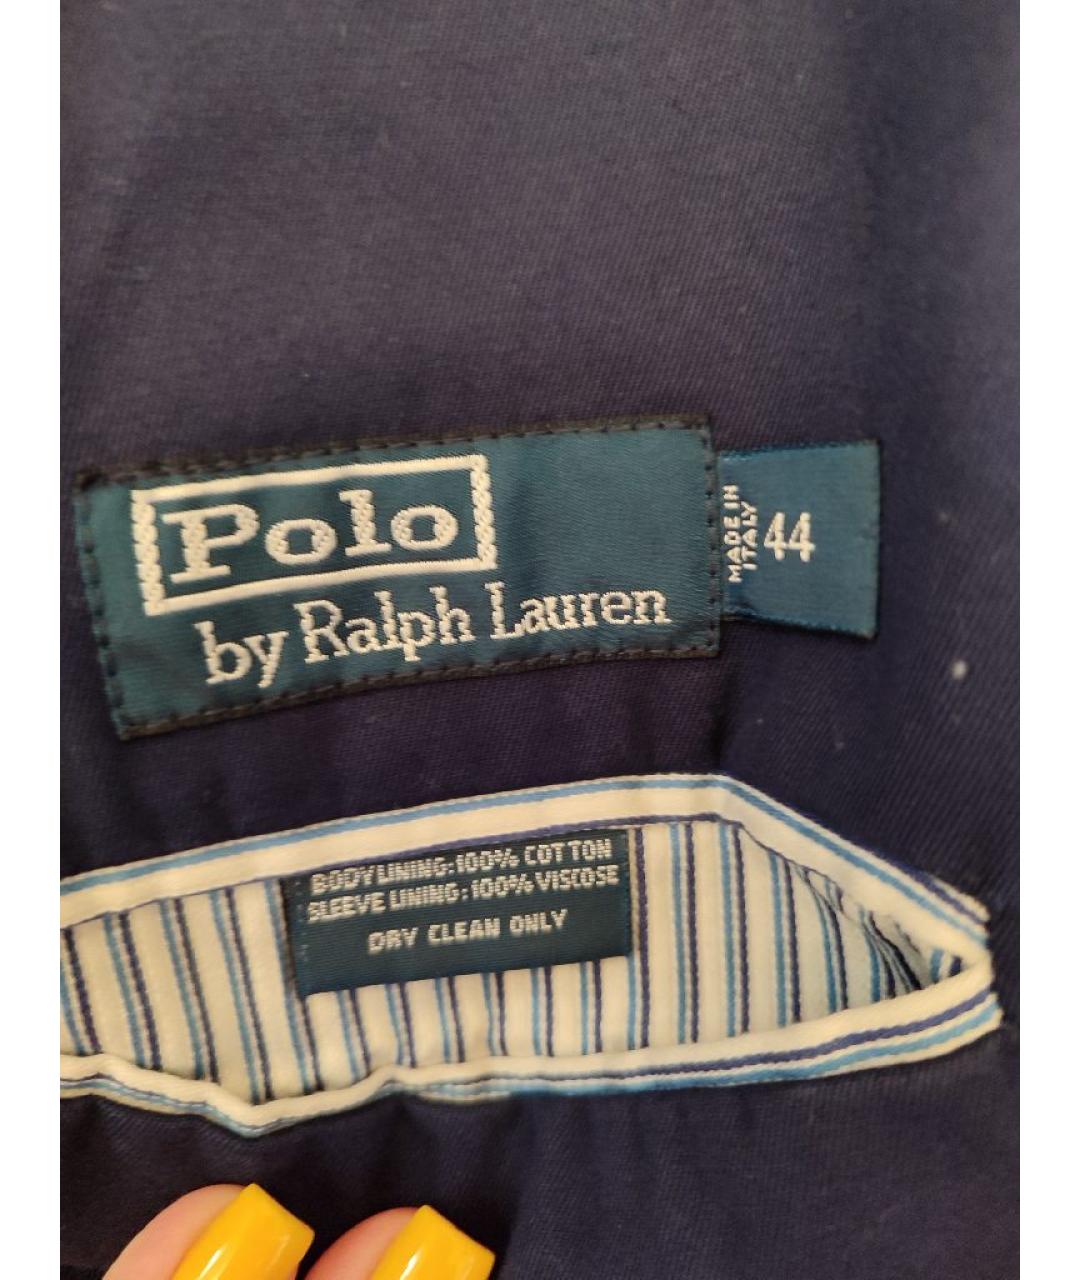 Polo
by Ralph Lauren
MADE IN
ITALY
44
BODY LINING:100% COTTON
SLEEVE LINING:100% VISCOSE
DRY CLEAN ONLY